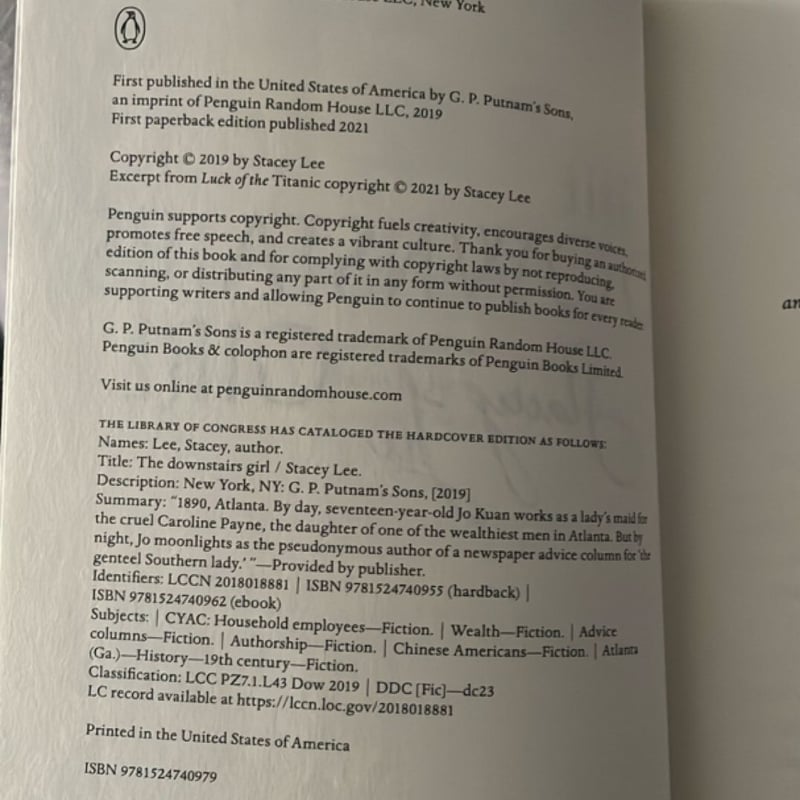 LLC, New York
First published in the United States of America by G. P. Putnam's Sons,
an imprint of Penguin Random House LLC, 2019
First paperback edition published 2021
Copyright © 2019 by Stacey Lee
Excerpt from Luck of the Titanic copyright © 2021 by Stacey Lee
Penguin supports copyright. Copyright fuels creativity, encourages diverse voices,
promotes free speech, and creates a vibrant culture. Thank you for buying an authorized
edition of this book and for complying with copyright laws by not reproducing,
scanning, or distributing any part of it in any form without permission. You are
supporting writers and allowing Penguin to continue to publish books for every reader.
G. P. Putnam's Sons is a registered trademark of Penguin Random House LLC.
Penguin Books & colophon are registered trademarks of Penguin Books Limited.
Visit us online at penguinrandomhouse.com
THE LIBRARY OF CONGRESS HAS CATALOGED THE HARDCOVER EDITION AS FOLLOWS:
Names: Lee, Stacey, author.
Title: The downstairs girl / Stacey Lee.
Description: New York, NY: G. P. Putnam's Sons, [2019]
Summary: "1890, Atlanta. By day, seventeen-year-old Jo Kuan works as a lady's maid for
the cruel Caroline Payne, the daughter of one of the wealthiest men in Atlanta. But by
night, Jo moonlights as the pseudonymous author of a newspaper advice column for 'the
genteel Southern lady.' "—Provided by publisher.
Identifiers: LCCN 2018018881 | ISBN 9781524740955 (hardback) |
ISBN 9781524740962 (ebook)
Subjects: | CYAC: Household employees—Fiction. | Wealth—Fiction. | Advice
columns—Fiction. | Authorship—Fiction. | Chinese Americans—Fiction. | Atlanta
(Ga.)—History—19th century—Fiction.
Classification: LCC PZ7.1.L43 Dow 2019 | DDC [Fic]—dc23
LC record available at https://lccn.loc.gov/2018018881
Printed in the United States of America
ISBN 9781524740979